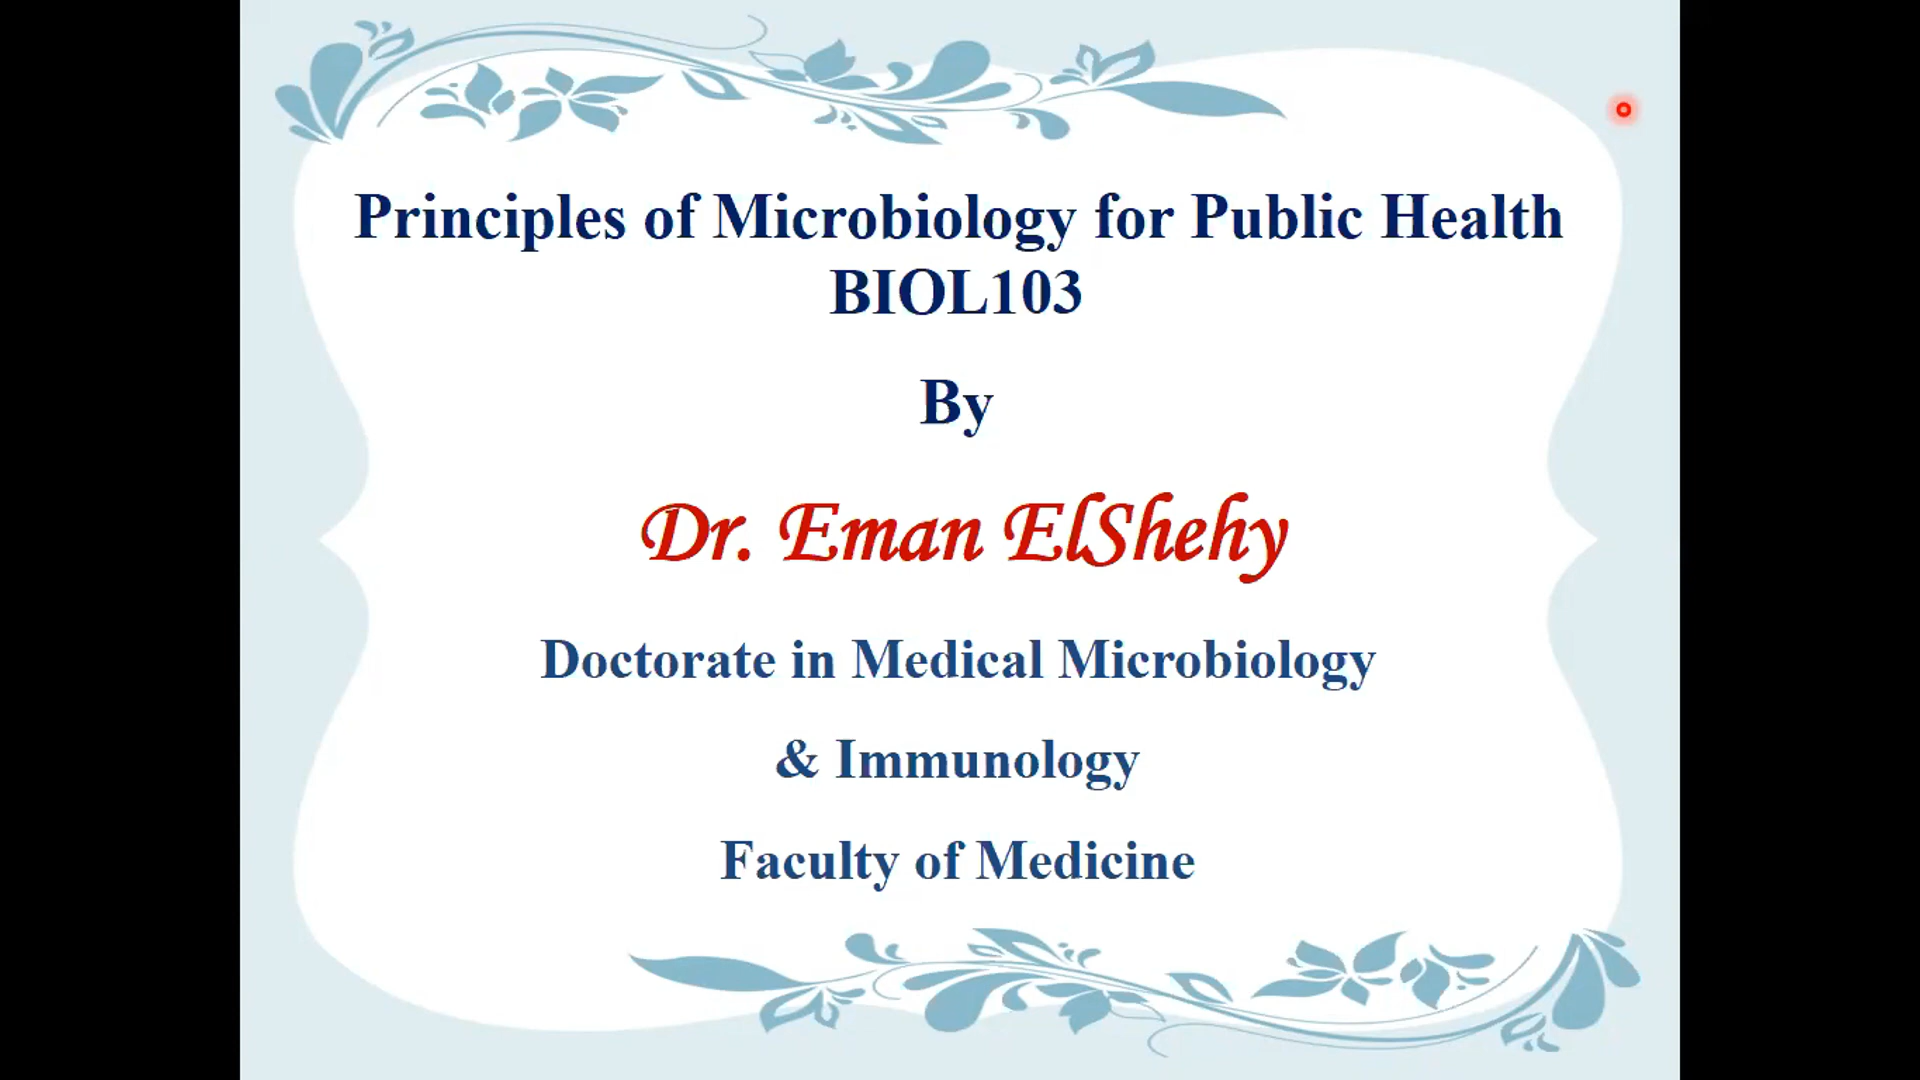 Principles of Microbiology for Public Health
BIOL103
By
Dr. Eman ElShehy
Doctorate in Medical Microbiology
& Immunology
Faculty of Medicine